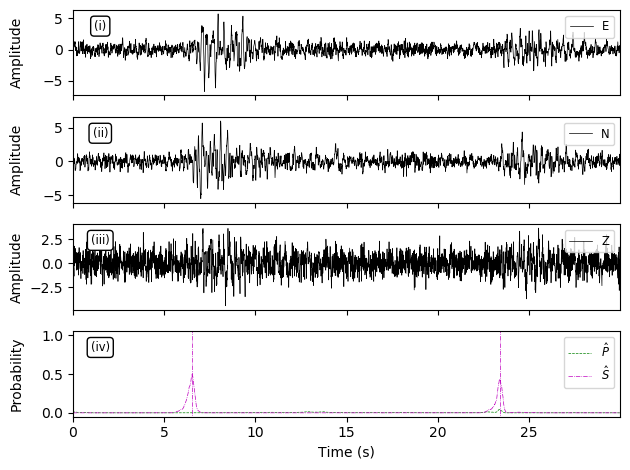 5
0
−5
Amplitude
(i)
E
5
0
−5
Amplitude
(ii)
N
2.5
0.0
−2.5
Amplitude
(iii)
Z
1.0
0.5
0.0
Probability
(iv)
P̂
Ŝ
0 5 10 15 20 25
Time (s)